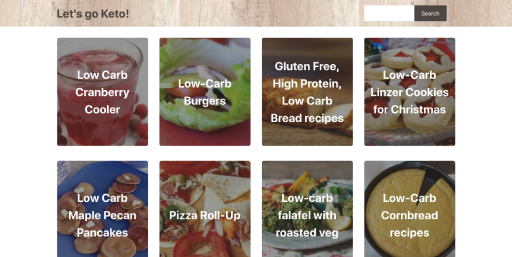 Let's go Keto!
Search
Low Carb
Cranberry
Cooler
Low-Carb
Burgers
Gluten Free,
High Protein,
Low Carb
Bread recipes
Low-Carb
Linzer Cookies
for Christmas
Low Carb
Maple Pecan
Pancakes
Pizza Roll-Up
Low-carb
falafel with
roasted veg
Low-Carb
Cornbread
recipes